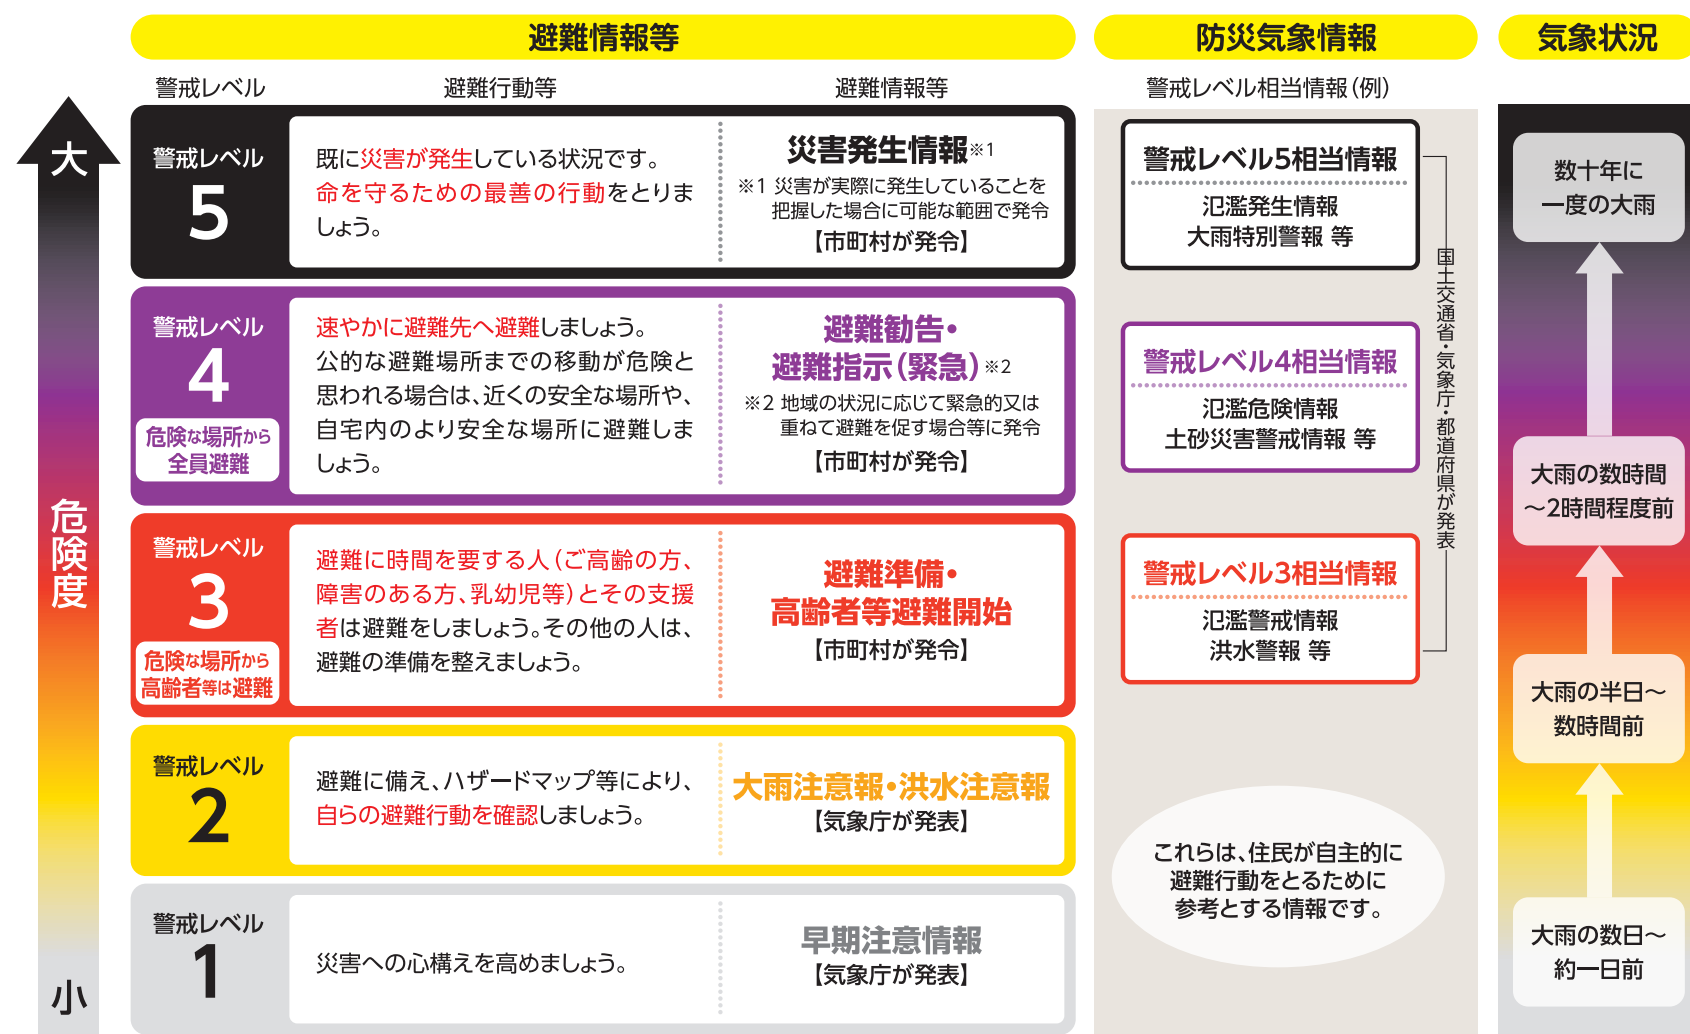 避難情報等
防災気象情報
気象状況
警戒レベル
避難行動等
避難情報等
警戒レベル相当情報（例）
大
危険度
小
警戒レベル
5
既に災害が発生している状況です。
命を守るための最善の行動をとりま
しょう。
災害発生情報※1
※1 災害が実際に発生していることを
把握した場合に可能な範囲で発令
【市町村が発令】
警戒レベル
4
危険な場所から
全員避難
速やかに避難先へ避難しましょう。
公的な避難場所までの移動が危険と
思われる場合は、近くの安全な場所や、
自宅内のより安全な場所に避難しま
しょう。
避難勧告・
避難指示（緊急）※2
※2 地域の状況に応じて緊急的又は
重ねて避難を促す場合等に発令
【市町村が発令】
警戒レベル
3
危険な場所から
高齢者等は避難
避難に時間を要する人（ご高齢の方、
障害のある方、乳幼児等）とその支援
者は避難をしましょう。その他の人は、
避難の準備を整えましょう。
避難準備・
高齢者等避難開始
【市町村が発令】
警戒レベル
2
避難に備え、ハザードマップ等により、
自らの避難行動を確認しましょう。
大雨注意報・洪水注意報
【気象庁が発表】
警戒レベル
1
災害への心構えを高めましょう。
早期注意情報
【気象庁が発表】
警戒レベル5相当情報
氾濫発生情報
大雨特別警報 等
警戒レベル4相当情報
氾濫危険情報
土砂災害警戒情報 等
警戒レベル3相当情報
氾濫警戒情報
洪水警報 等
国土交通省・気象庁・都道府県が発表
これらは、住民が自主的に
避難行動をとるために
参考とする情報です。
数十年に
一度の大雨
大雨の数時間
～2時間程度前
大雨の半日～
数時間前
大雨の数日～
約一日前